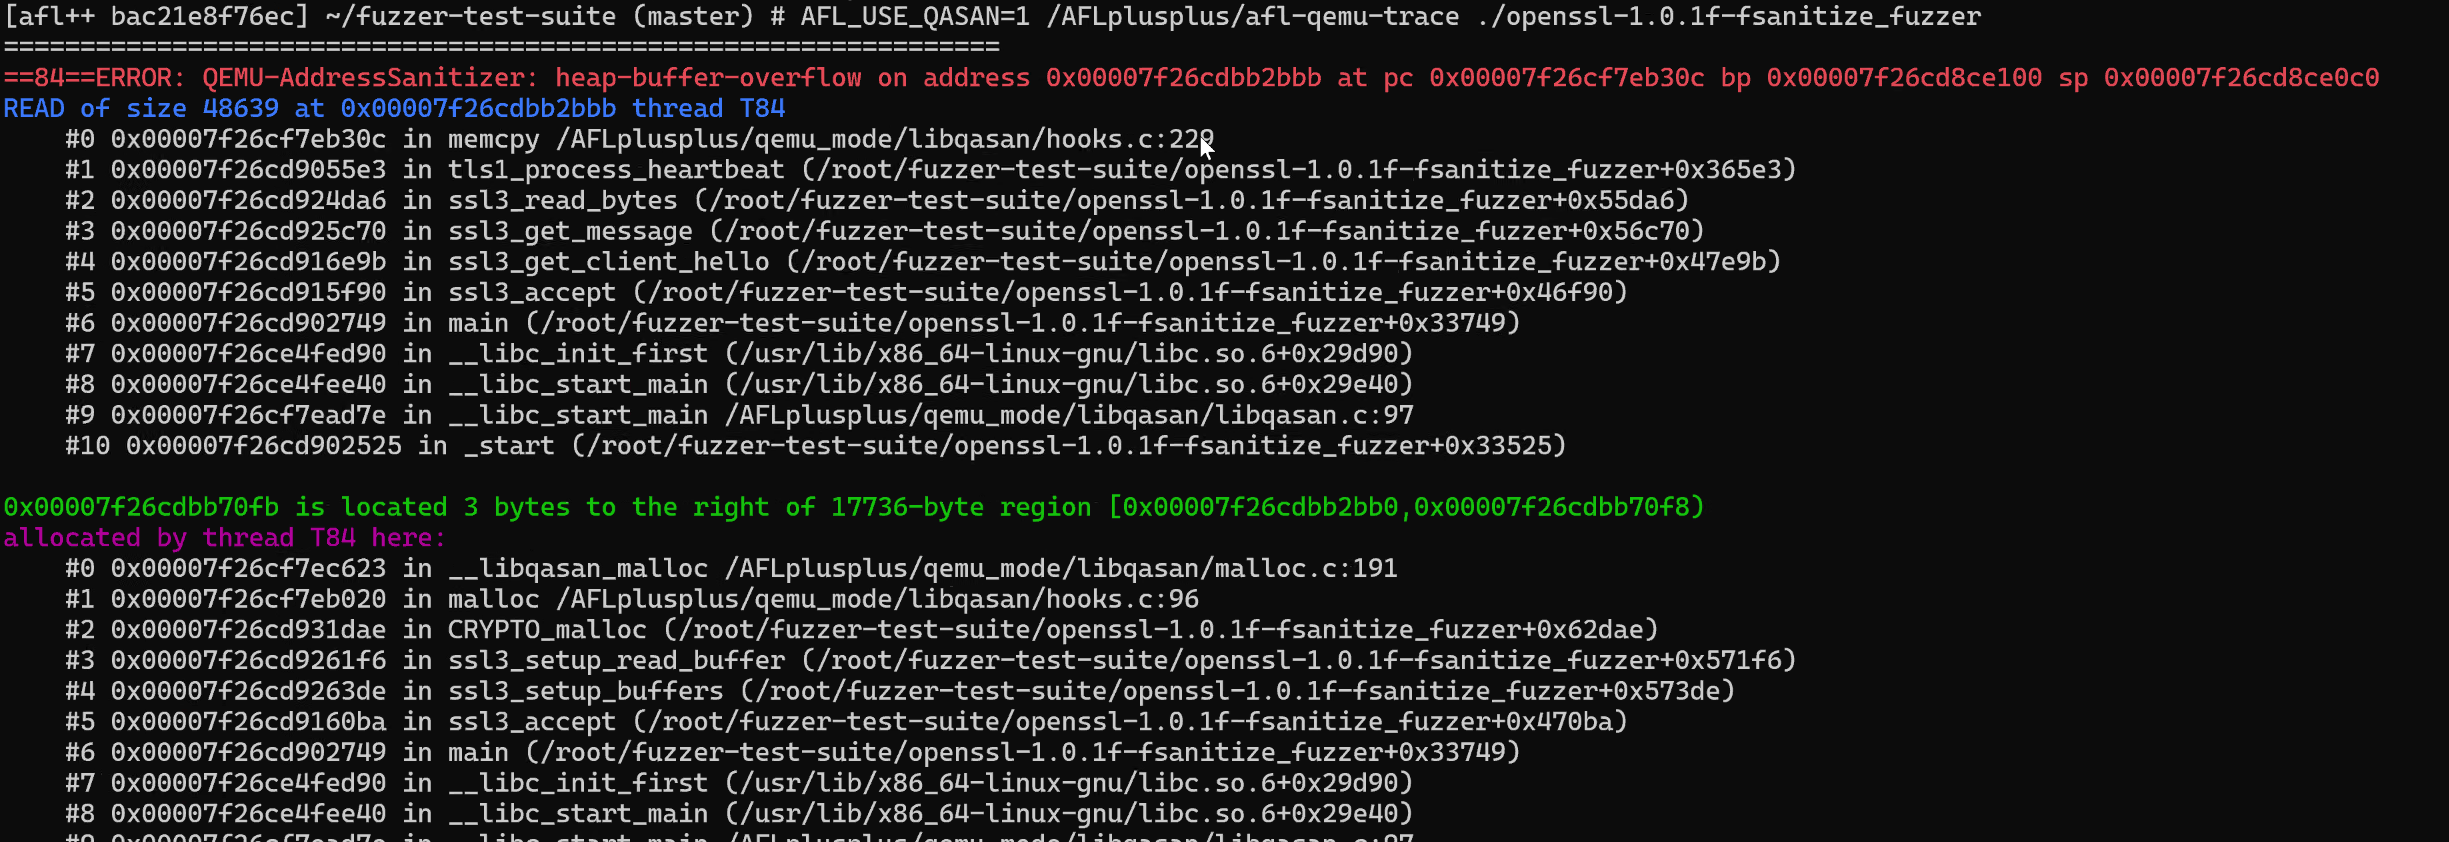 [afl++ bac21e8f76ec] ~/fuzzer-test-suite (master) # AFL_USE_QASAN=1 /AFLplusplus/afl-qemu-trace ./openssl-1.0.1f-fsanitize_fuzzer
=================================================================
==84==ERROR: QEMU-AddressSanitizer: heap-buffer-overflow on address 0x00007f26cdbb2bbb at pc 0x00007f26cf7eb30c bp 0x00007f26cd8ce100 sp 0x00007f26cd8ce0c0
READ of size 48639 at 0x00007f26cdbb2bbb thread T84
    #0 0x00007f26cf7eb30c in memcpy /AFLplusplus/qemu_mode/libqasan/hooks.c:229
    #1 0x00007f26cd9055e3 in tls1_process_heartbeat (/root/fuzzer-test-suite/openssl-1.0.1f-fsanitize_fuzzer+0x365e3)
    #2 0x00007f26cd924da6 in ssl3_read_bytes (/root/fuzzer-test-suite/openssl-1.0.1f-fsanitize_fuzzer+0x55da6)
    #3 0x00007f26cd925c70 in ssl3_get_message (/root/fuzzer-test-suite/openssl-1.0.1f-fsanitize_fuzzer+0x56c70)
    #4 0x00007f26cd916e9b in ssl3_get_client_hello (/root/fuzzer-test-suite/openssl-1.0.1f-fsanitize_fuzzer+0x47e9b)
    #5 0x00007f26cd915f90 in ssl3_accept (/root/fuzzer-test-suite/openssl-1.0.1f-fsanitize_fuzzer+0x46f90)
    #6 0x00007f26cd902749 in main (/root/fuzzer-test-suite/openssl-1.0.1f-fsanitize_fuzzer+0x33749)
    #7 0x00007f26ce4fed90 in __libc_init_first (/usr/lib/x86_64-linux-gnu/libc.so.6+0x29d90)
    #8 0x00007f26ce4fee40 in __libc_start_main (/usr/lib/x86_64-linux-gnu/libc.so.6+0x29e40)
    #9 0x00007f26cf7ead7e in __libc_start_main /AFLplusplus/qemu_mode/libqasan/libqasan.c:97
    #10 0x00007f26cd902525 in _start (/root/fuzzer-test-suite/openssl-1.0.1f-fsanitize_fuzzer+0x33525)

0x00007f26cdbb70fb is located 3 bytes to the right of 17736-byte region [0x00007f26cdbb2bb0,0x00007f26cdbb70f8)
allocated by thread T84 here:
    #0 0x00007f26cf7ec623 in __libqasan_malloc /AFLplusplus/qemu_mode/libqasan/malloc.c:191
    #1 0x00007f26cf7eb020 in malloc /AFLplusplus/qemu_mode/libqasan/hooks.c:96
    #2 0x00007f26cd931dae in CRYPTO_malloc (/root/fuzzer-test-suite/openssl-1.0.1f-fsanitize_fuzzer+0x62dae)
    #3 0x00007f26cd9261f6 in ssl3_setup_read_buffer (/root/fuzzer-test-suite/openssl-1.0.1f-fsanitize_fuzzer+0x571f6)
    #4 0x00007f26cd9263de in ssl3_setup_buffers (/root/fuzzer-test-suite/openssl-1.0.1f-fsanitize_fuzzer+0x573de)
    #5 0x00007f26cd9160ba in ssl3_accept (/root/fuzzer-test-suite/openssl-1.0.1f-fsanitize_fuzzer+0x470ba)
    #6 0x00007f26cd902749 in main (/root/fuzzer-test-suite/openssl-1.0.1f-fsanitize_fuzzer+0x33749)
    #7 0x00007f26ce4fed90 in __libc_init_first (/usr/lib/x86_64-linux-gnu/libc.so.6+0x29d90)
    #8 0x00007f26ce4fee40 in __libc_start_main (/usr/lib/x86_64-linux-gnu/libc.so.6+0x29e40)